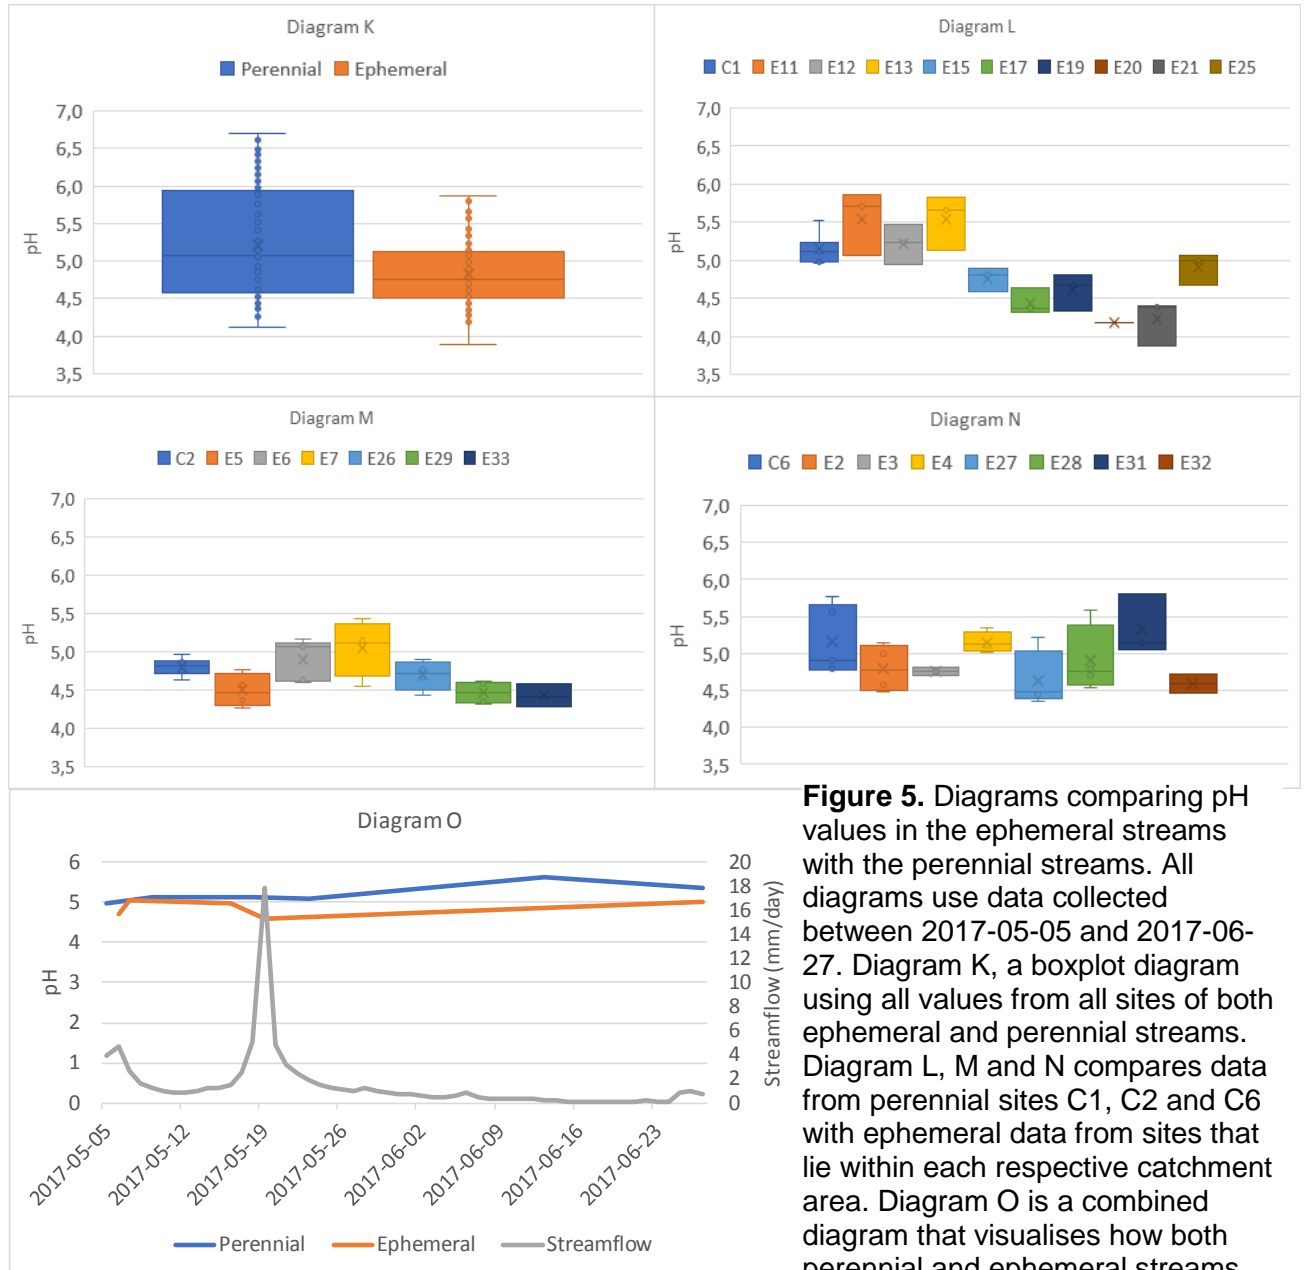 Diagram K
Perennial Ephemeral
7,0
6,5
6,0
5,5
5,0
4,5
4,0
3,5
pH
Diagram L
C1 E11 E12 E13 E15 E17 E19 E20 E21 E25
7,0
6,5
6,0
5,5
5,0
4,5
4,0
3,5
pH
Diagram M
C2 E5 E6 E7 E26 E29 E33
7,0
6,5
6,0
5,5
5,0
4,5
4,0
3,5
pH
Diagram N
C6 E2 E3 E4 E27 E28 E31 E32
7,0
6,5
6,0
5,5
5,0
4,5
4,0
3,5
pH
Diagram O
6
5
4
3
2
1
0
pH
20
18
16
14
12
10
8
6
4
2
0
Streamflow (mm/day)
2017-05-05
2017-05-12
2017-05-19
2017-05-26
2017-06-02
2017-06-09
2017-06-16
2017-06-23
Perennial Ephemeral Streamflow
Figure 5. Diagrams comparing pH
values in the ephemeral streams
with the perennial streams. All
diagrams use data collected
between 2017-05-05 and 2017-06-
27. Diagram K, a boxplot diagram
using all values from all sites of both
ephemeral and perennial streams.
Diagram L, M and N compares data
from perennial sites C1, C2 and C6
with ephemeral data from sites that
lie within each respective catchment
area. Diagram O is a combined
diagram that visualises how both
perennial and ephemeral streams